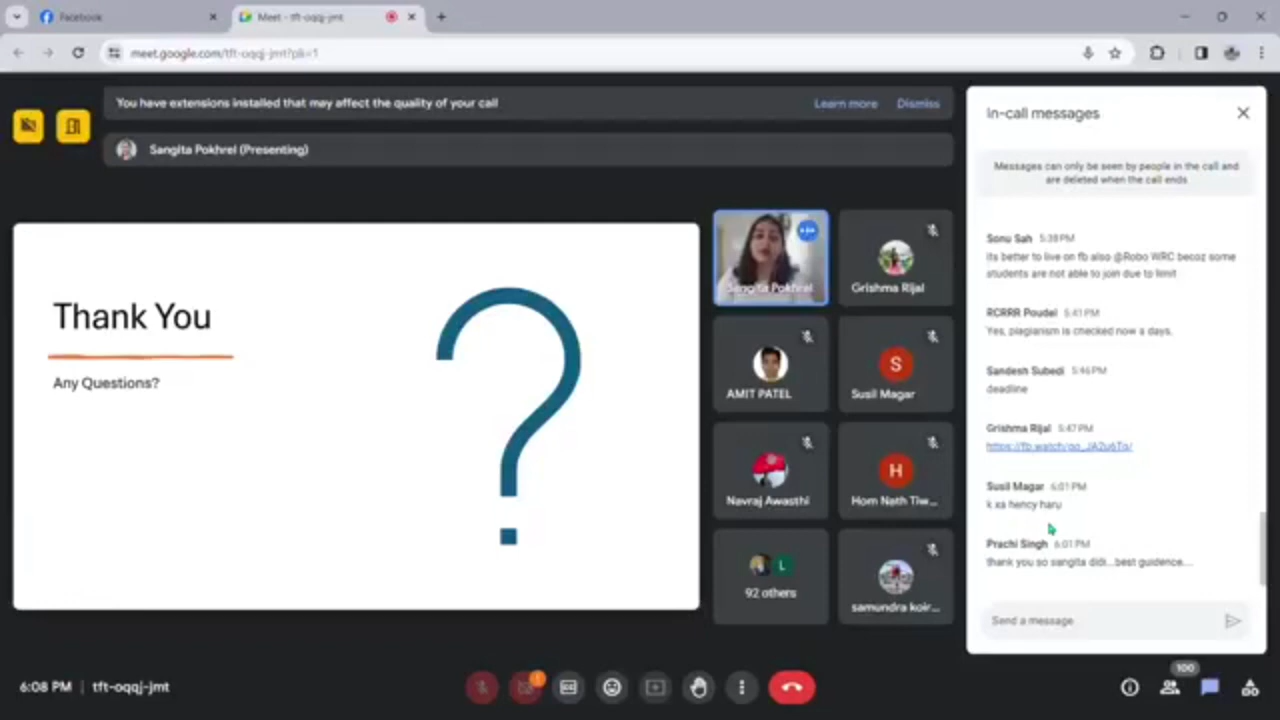 Facebook
Meet - tft-oqqj-jmt
meet.google.com/tft-oqqj-jmt?pli=1
You have extensions installed that may affect the quality of your call
Learn more
Dismiss
Sangita Pokhrel (Presenting)
Thank You
Any Questions?
?
Sangita Pokhrel
Grishma Rijal
AMIT PATEL
S
Susil Magar
Navraj Awasthi
H
Hom Nath Tiw...
L
92 others
samundra koir...
In-call messages
Messages can only be seen by people in the call and
are deleted when the call ends
Sonu Sah 5:38 PM
its better to live on fb also @Robo WRC becoz some
students are not able to join due to limit
RCRRR Poudel 5:41 PM
Yes, plagiarism is checked now a days.
Sandesh Subedi 5:46 PM
deadline
Grishma Rijal 5:47 PM
Susil Magar 6:01 PM
k xa hency haru
Prachi Singh 6:01 PM
thank you so sangita didi...best guidence....
Send a message
6:08 PM | tft-oqqj-jmt
100